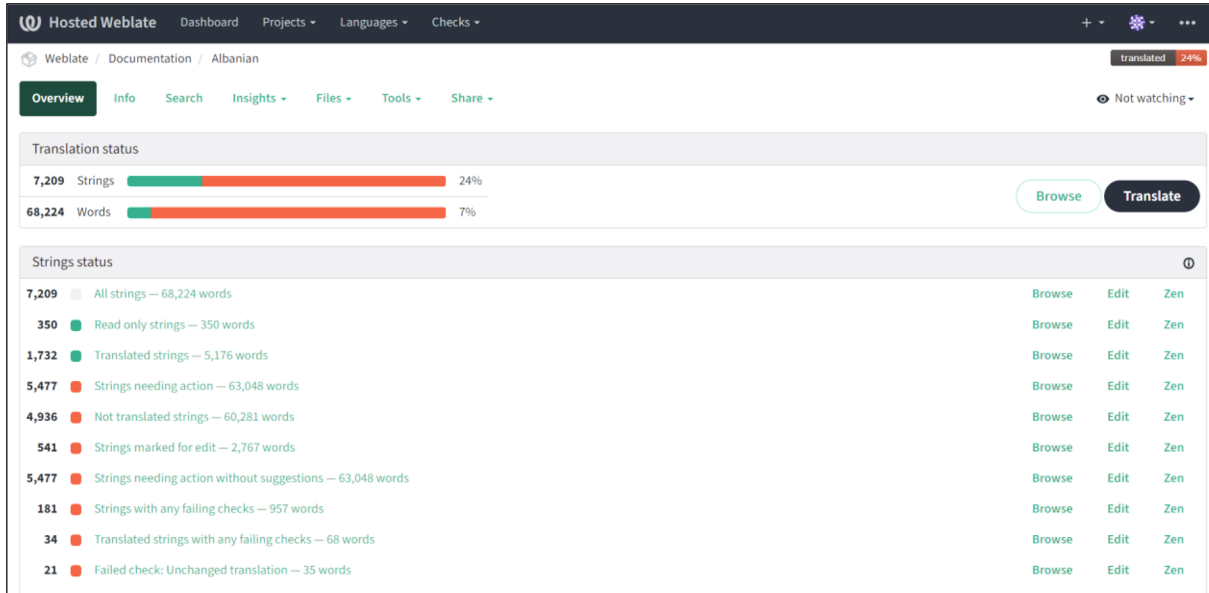 Hosted Weblate Dashboard Projects Languages Checks + •••
Weblate / Documentation / Albanian translated 24%
Overview Info Search Insights Files Tools Share Not watching
Translation status
7,209 Strings 24%
68,224 Words 7%
Browse Translate
Strings status
7,209 All strings — 68,224 words Browse Edit Zen
350 Read only strings — 350 words Browse Edit Zen
1,732 Translated strings — 5,176 words Browse Edit Zen
5,477 Strings needing action — 63,048 words Browse Edit Zen
4,936 Not translated strings — 60,281 words Browse Edit Zen
541 Strings marked for edit — 2,767 words Browse Edit Zen
5,477 Strings needing action without suggestions — 63,048 words Browse Edit Zen
181 Strings with any failing checks — 957 words Browse Edit Zen
34 Translated strings with any failing checks — 68 words Browse Edit Zen
21 Failed check: Unchanged translation — 35 words Browse Edit Zen